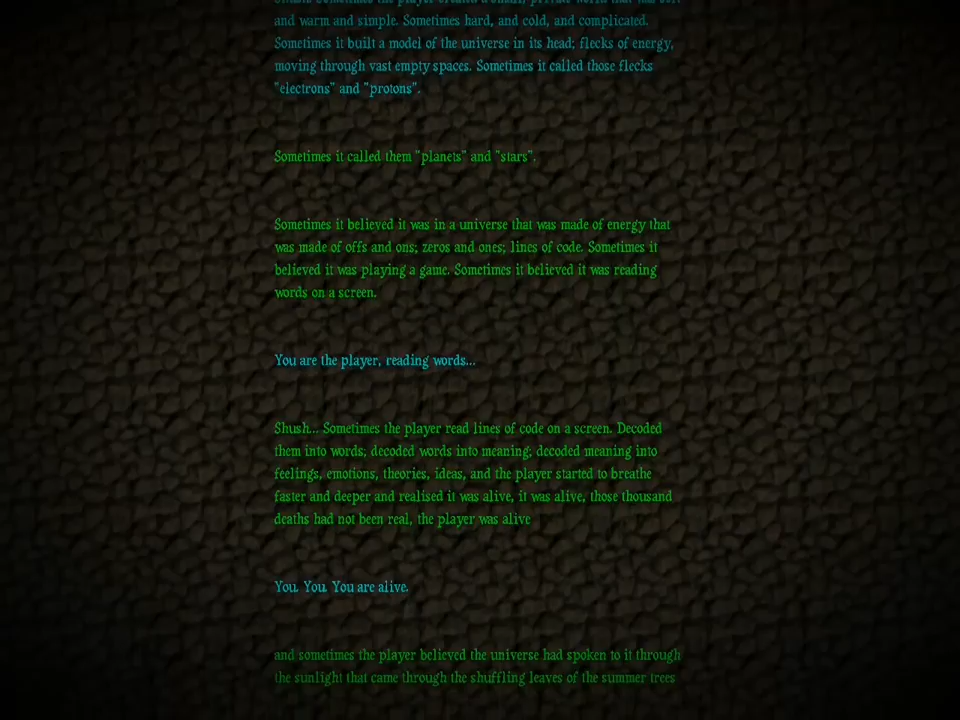 and warm and simple. Sometimes hard, and cold, and complicated.
Sometimes it built a model of the universe in its head; flecks of energy,
moving through vast empty spaces. Sometimes it called those flecks
"electrons" and "protons".
Sometimes it called them "planets" and "stars".
Sometimes it believed it was in a universe that was made of energy that
was made of offs and ons; zeros and ones; lines of code. Sometimes it
believed it was playing a game. Sometimes it believed it was reading
words on a screen.
You are the player, reading words...
Shush... Sometimes the player read lines of code on a screen. Decoded
them into words; decoded words into meaning; decoded meaning into
feelings, emotions, theories, ideas, and the player started to breathe
faster and deeper and realised it was alive, it was alive, those thousand
deaths had not been real, the player was alive
You. You. You are alive.
and sometimes the player believed the universe had spoken to it through
the sunlight that came through the shuffling leaves of the summer trees